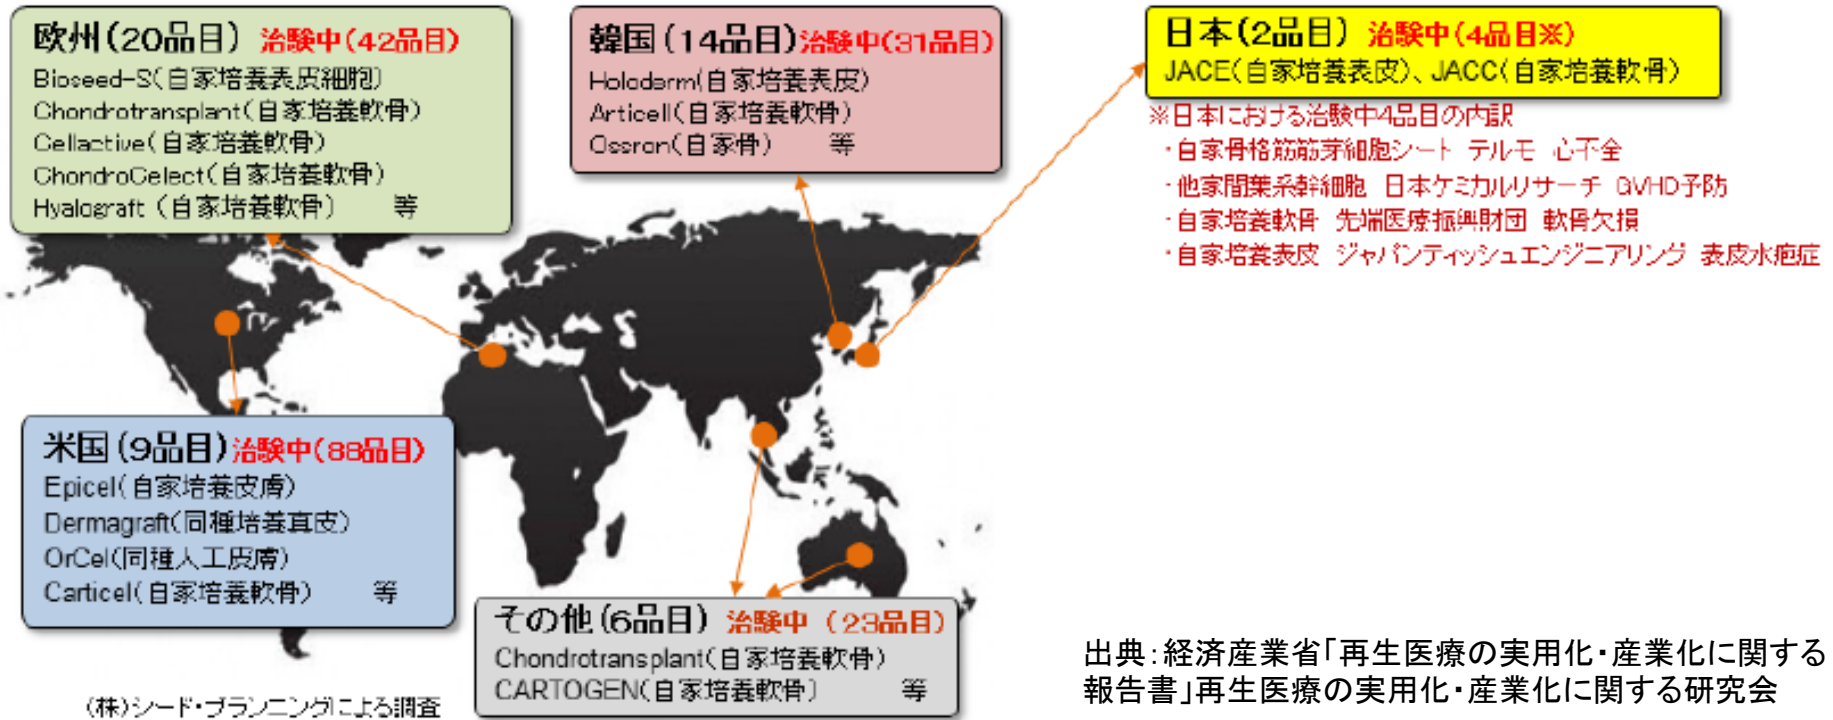 欧州(20品目) 治験中(42品目)
Bioseed-S(自家培養表皮細胞)
Chondrotransplant(自家培養軟骨)
Cellactive(自家培養軟骨)
ChondroCelect(自家培養軟骨)
Hyalograft (自家培養軟骨) 等
韓国(14品目)治験中(31品目)
Holoderm(自家培養表皮)
Articell(自家培養軟骨)
Ossron(自家骨) 等
日本(2品目) 治験中(4品目※)
JACE(自家培養表皮)、JACC(自家培養軟骨)
※日本における治験中4品目の内訳
・自家骨格筋筋芽細胞シート テルモ 心不全
・他家間葉系幹細胞 日本ケミカルリサーチ GVHD予防
・自家培養軟骨 先端医療振興財団 軟骨欠損
・自家培養表皮 ジャパンティッシュエンジニアリング 表皮水疱症
米国(9品目)治験中(88品目)
Epicel(自家培養皮膚)
Dermagraft(同種培養真皮)
OrCel(同種人工皮膚)
Carticel(自家培養軟骨) 等
その他(6品目) 治験中 (23品目)
Chondrotransplant(自家培養軟骨)
CARTOGEN(自家培養軟骨) 等
(株)シード・プランニングによる調査
出典:経済産業省「再生医療の実用化・産業化に関する
報告書」再生医療の実用化・産業化に関する研究会